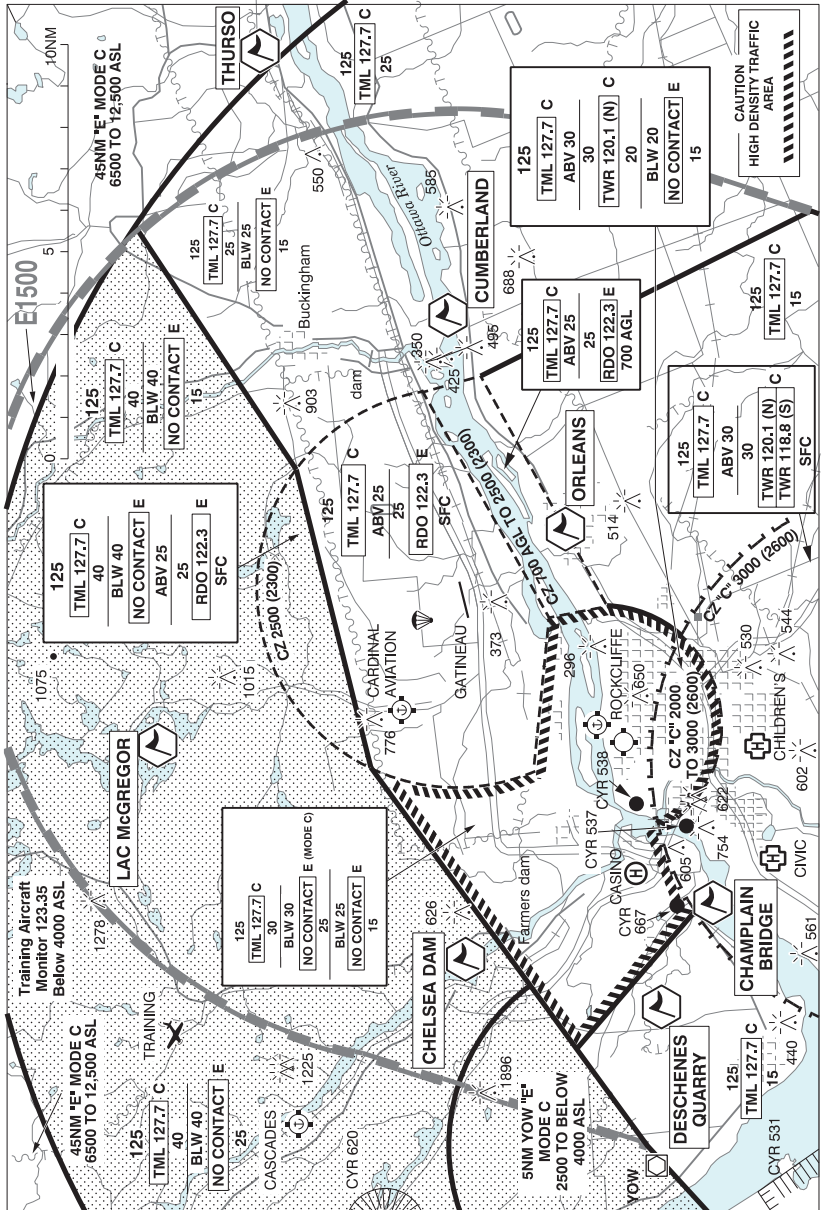 45NM "E" MODE C
6500 TO 12,500 ASL
125
TML 127.7 C
40
BLW 40
NO CONTACT E
25
Training Aircraft
Monitor 123.35
Below 4000 ASL
TRAINING
1278
LAC McGREGOR
1075
1015
CASCADES
1225
CYR 620
1896
5NM YOW "E"
MODE C
2500 TO BELOW
4000 ASL
YOW
CHELSEA DAM
626
Farmers dam
125
TML 127.7 C
30
BLW 30
NO CONTACT E (MODE C)
25
BLW 25
NO CONTACT E
15
125
TML 127.7 C
40
BLW 40
NO CONTACT E
ABV 25
25
RDO 122.3 E
SFC
CZ 2500 (2300)
125
TML 127.7 C
40
BLW 40
NO CONTACT E
15
E1500
0
5
10NM
45NM "E" MODE C
6500 TO 12,500 ASL
THURSO
125
TML 127.7 C
25
BLW 25
NO CONTACT E
15
Buckingham
550
903
dam
125
TML 127.7 C
ABV 25
25
RDO 122.3 E
SFC
776
CARDINAL
AVIATION
GATINEAU
373
125
TML 127.7 C
25
Ottawa River
585
CUMBERLAND
350
425
495
688
CZ 700 AGL TO 2500 (2300)
125
TML 127.7 C
ABV 25
25
RDO 122.3 E
700 AGL
ORLEANS
514
125
TML 127.7 C
ABV 30
30
TWR 120.1 (N) C
20
BLW 20
NO CONTACT E
15
CAUTION
HIGH DENSITY TRAFFIC
AREA
125
TML 127.7 C
15
125
TML 127.7 C
ABV 30
30
TWR 120.1 (N) C
TWR 118.8 (S)
SFC
CZ "C" 3000 (2600)
CZ "C" 2000
TO 3000 (2600)
296
ROCKCLIFFE
650
CYR 538
CYR 537
CASINO
H
CYR
667
605
622
754
530
544
H
CHILDREN'S
602
H
CIVIC
CHAMPLAIN
BRIDGE
561
DESCHENES
QUARRY
440
125
TML 127.7 C
15
CYR 531